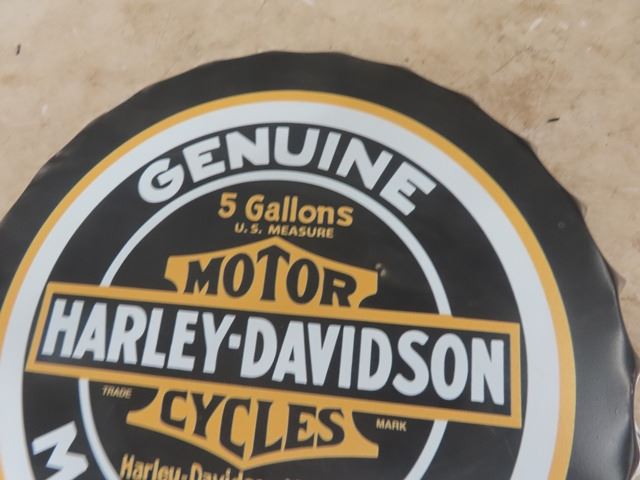 GENUINE
5 Gallons
U.S. MEASURE
MOTOR
HARLEY-DAVIDSON
TRADE MARK
CYCLES